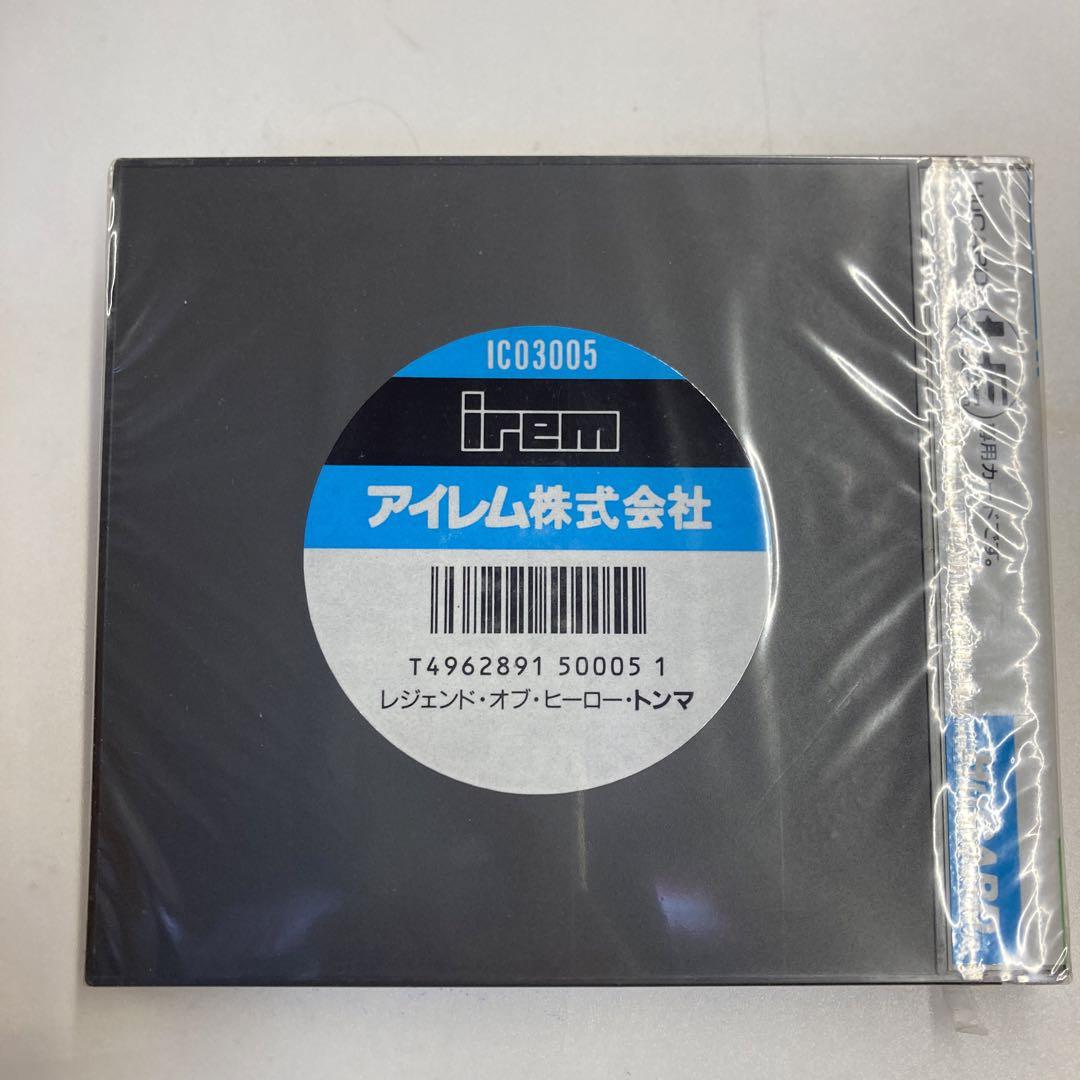 IC03005
irem
アイレム株式会社
T4962891 50005 1
レジェンド・オブ・ヒーロー・トンマ